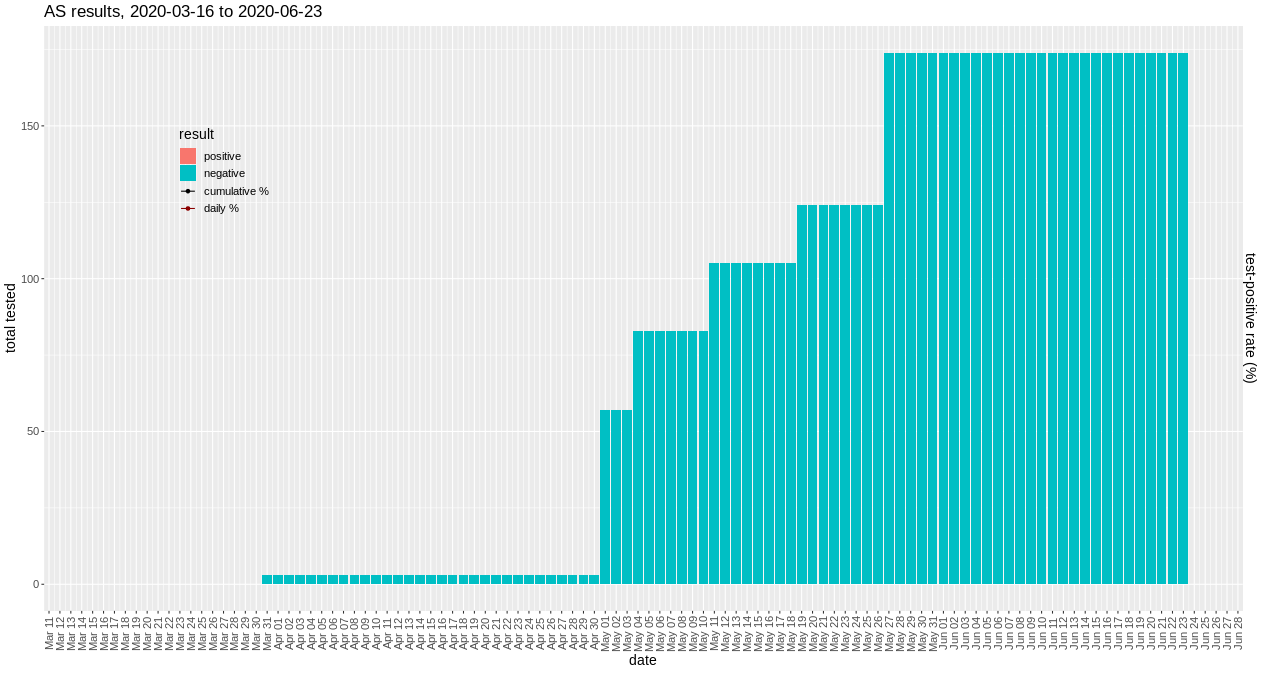 AS results, 2020-03-16 to 2020-06-23
total tested
150
100
50
0
result
positive
negative
cumulative %
daily %
test-positive rate (%)
Mar 11
Mar 12
Mar 13
Mar 14
Mar 15
Mar 16
Mar 17
Mar 18
Mar 19
Mar 20
Mar 21
Mar 22
Mar 23
Mar 24
Mar 25
Mar 26
Mar 27
Mar 28
Mar 29
Mar 30
Mar 31
Apr 01
Apr 02
Apr 03
Apr 04
Apr 05
Apr 06
Apr 07
Apr 08
Apr 09
Apr 10
Apr 11
Apr 12
Apr 13
Apr 14
Apr 15
Apr 16
Apr 17
Apr 18
Apr 19
Apr 20
Apr 21
Apr 22
Apr 23
Apr 24
Apr 25
Apr 26
Apr 27
Apr 28
Apr 29
Apr 30
May 01
May 02
May 03
May 04
May 05
May 06
May 07
May 08
May 09
May 10
May 11
May 12
May 13
May 14
May 15
May 16
May 17
May 18
May 19
May 20
May 21
May 22
May 23
May 24
May 25
May 26
May 27
May 28
May 29
May 30
May 31
Jun 01
Jun 02
Jun 03
Jun 04
Jun 05
Jun 06
Jun 07
Jun 08
Jun 09
Jun 10
Jun 11
Jun 12
Jun 13
Jun 14
Jun 15
Jun 16
Jun 17
Jun 18
Jun 19
Jun 20
Jun 21
Jun 22
Jun 23
Jun 24
Jun 25
Jun 26
Jun 27
Jun 28
date